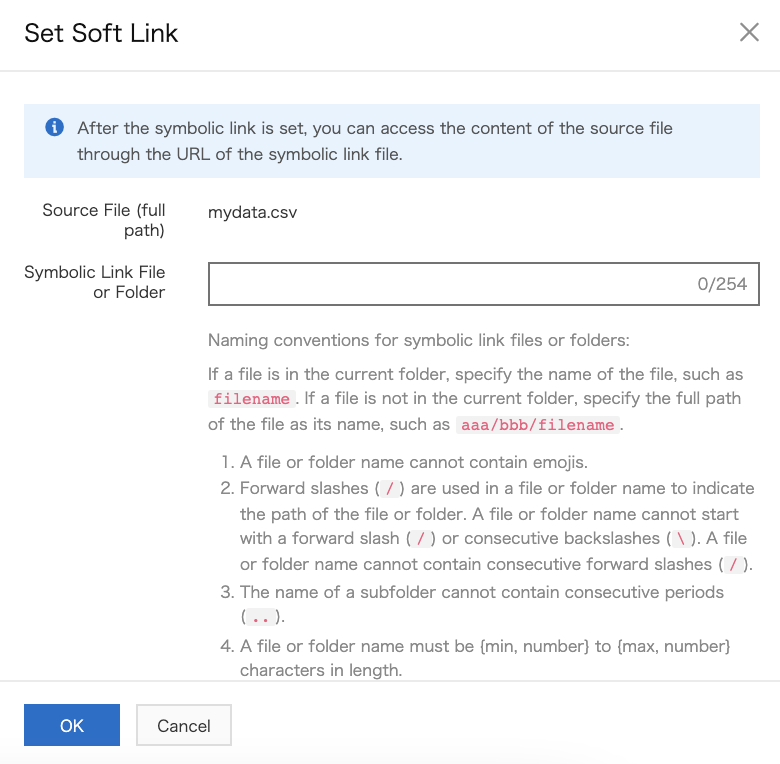 Set Soft Link
After the symbolic link is set, you can access the content of the source file
through the URL of the symbolic link file.
Source File (full
path)
mydata.csv
Symbolic Link File
or Folder
0/254
Naming conventions for symbolic link files or folders:
If a file is in the current folder, specify the name of the file, such as
filename . If a file is not in the current folder, specify the full path
of the file as its name, such as aaa/bbb/filename .
1. A file or folder name cannot contain emojis.
2. Forward slashes ( / ) are used in a file or folder name to indicate
the path of the file or folder. A file or folder name cannot start
with a forward slash ( / ) or consecutive backslashes ( \ ). A file
or folder name cannot contain consecutive forward slashes ( / ).
3. The name of a subfolder cannot contain consecutive periods
( .. ).
4. A file or folder name must be {min, number} to {max, number}
characters in length.
OK
Cancel